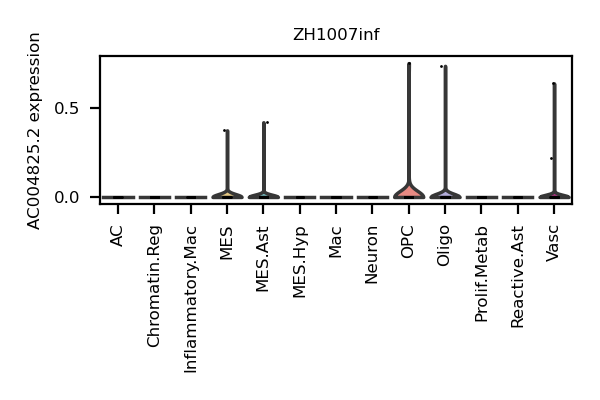 ZH1007inf
AC004825.2 expression
0.5
0.0
AC
Chromatin.Reg
Inflammatory.Mac
MES
MES.Ast
MES.Hyp
Mac
Neuron
OPC
Oligo
Prolif.Metab
Reactive.Ast
Vasc